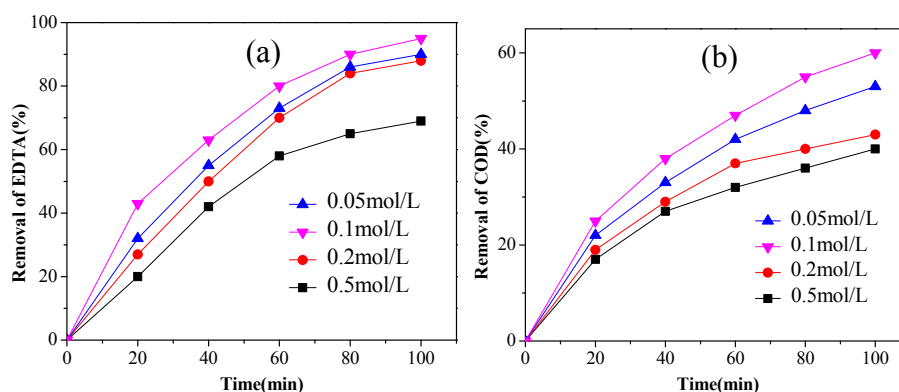 (a)
Removal of EDTA(%)
100
80
60
40
20
0
0.05mol/L
0.1mol/L
0.2mol/L
0.5mol/L
0 20 40 60 80 100
Time(min)
(b)
Removal of COD(%)
60
40
20
0
0.05mol/L
0.1mol/L
0.2mol/L
0.5mol/L
0 20 40 60 80 100
Time(min)